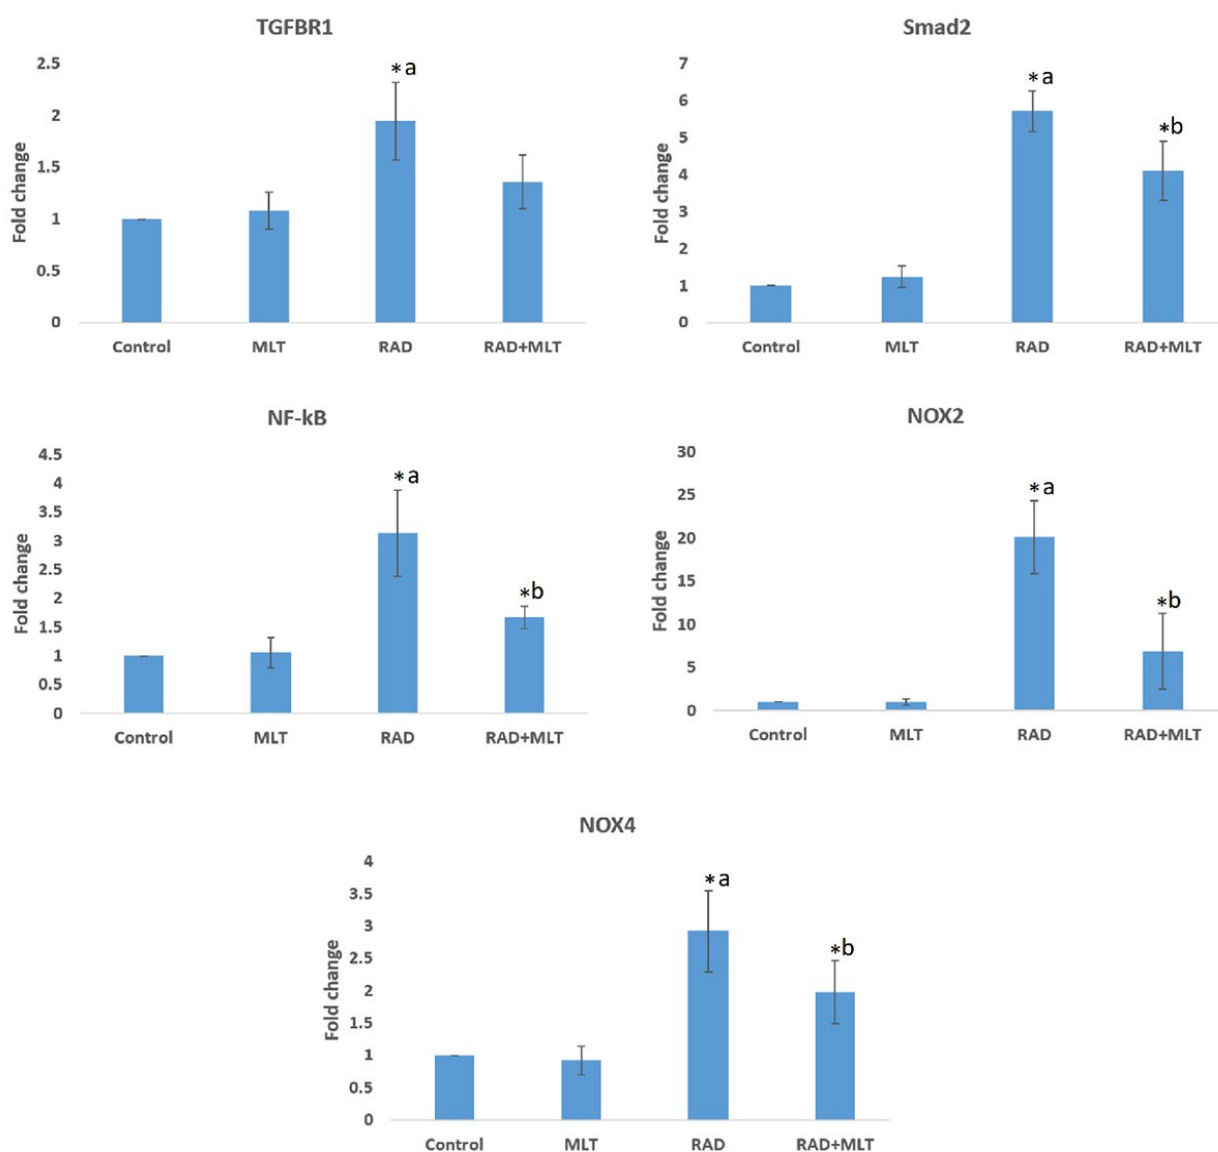 TGFBR1
2.5
2
1.5
1
0.5
0
Fold change
*a
Control MLT RAD RAD+MLT
Smad2
7
6
5
4
3
2
1
0
Fold change
*a
*b
Control MLT RAD RAD+MLT
NF-kB
4.5
4
3.5
3
2.5
2
1.5
1
0.5
0
Fold change
*a
*b
Control MLT RAD RAD+MLT
NOX2
30
25
20
15
10
5
0
Fold change
*a
*b
Control MLT RAD RAD+MLT
NOX4
4
3.5
3
2.5
2
1.5
1
0.5
0
Fold change
*a
*b
Control MLT RAD RAD+MLT